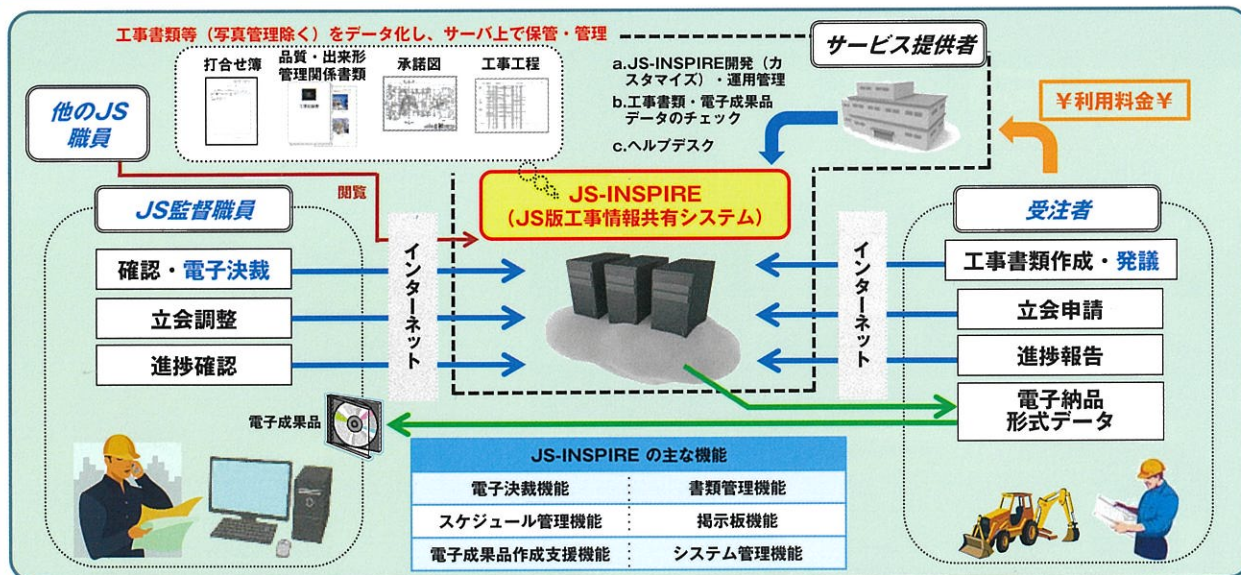 工事書類等（写真管理除く）をデータ化し、サーバ上で保管・管理
打合せ簿
品質・出来形
管理関係書類
承諾図
工事工程
サービス提供者
a.JS-INSPIRE開発（カ
スタマイズ）・運用管理
b.工事書類・電子成果品
データのチェック
c.ヘルプデスク
￥利用料金￥
他のJS
職員
閲覧
JS-INSPIRE
（JS版工事情報共有システム）
JS監督職員
確認・電子決裁
立会調整
進捗確認
インターネット
インターネット
受注者
工事書類作成・発議
立会申請
進捗報告
電子納品
形式データ
電子成果品
JS-INSPIRE の主な機能
電子決裁機能
書類管理機能
スケジュール管理機能
掲示板機能
電子成果品作成支援機能
システム管理機能